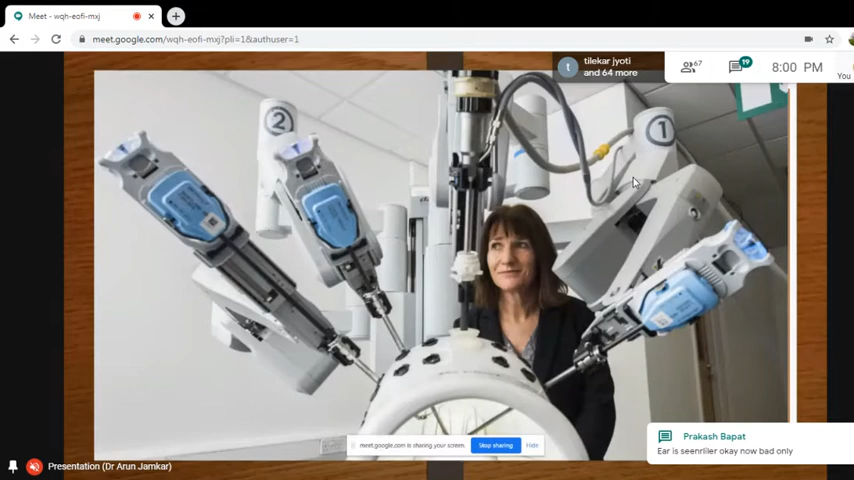 Meet - wqh-eofi-mxj
meet.google.com/wqh-eofi-mxj?pli=1&authuser=1
tilekar jyoti
and 64 more
t
67
19
8:00 PM
You
2
1
meet.google.com is sharing your screen.
Stop sharing
Hide
Prakash Bapat
Ear is seenriler okay now bad only
Presentation (Dr Arun Jamkar)